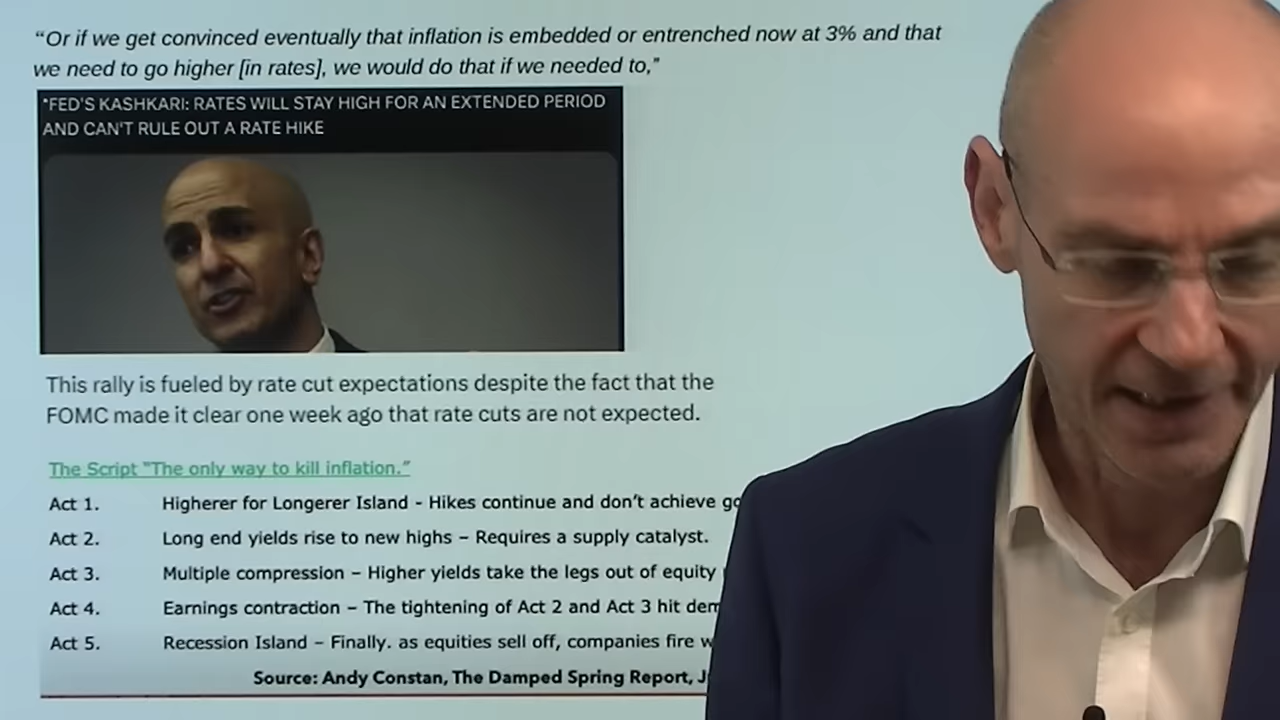 “Or if we get convinced eventually that inflation is embedded or entrenched now at 3% and that
we need to go higher [in rates], we would do that if we needed to,”
*FED'S KASHKARI: RATES WILL STAY HIGH FOR AN EXTENDED PERIOD
AND CAN'T RULE OUT A RATE HIKE
This rally is fueled by rate cut expectations despite the fact that the
FOMC made it clear one week ago that rate cuts are not expected.
The Script “The only way to kill inflation.”
Act 1. Higherer for Longerer Island - Hikes continue and don’t achieve
Act 2. Long end yields rise to new highs – Requires a supply catalyst.
Act 3. Multiple compression – Higher yields take the legs out of equity
Act 4. Earnings contraction – The tightening of Act 2 and Act 3 hit
Act 5. Recession Island – Finally. as equities sell off, companies fire
Source: Andy Constan, The Damped Spring Report,